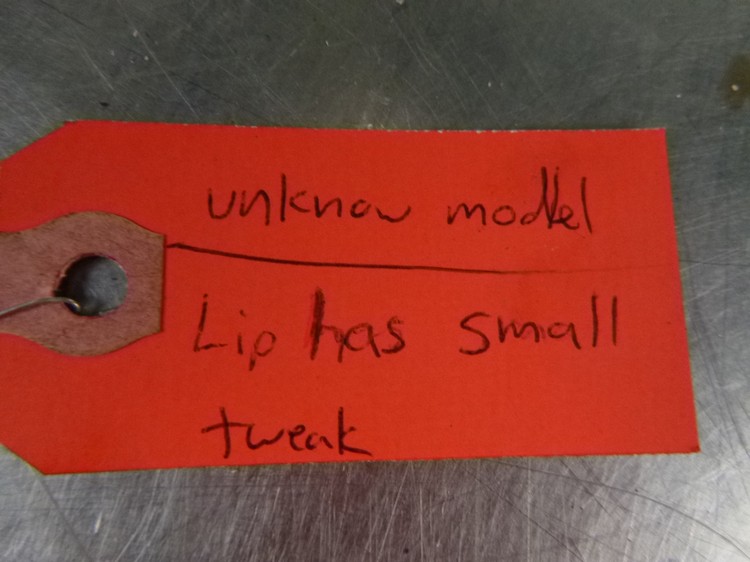 unknow model
Lip has small
tweak